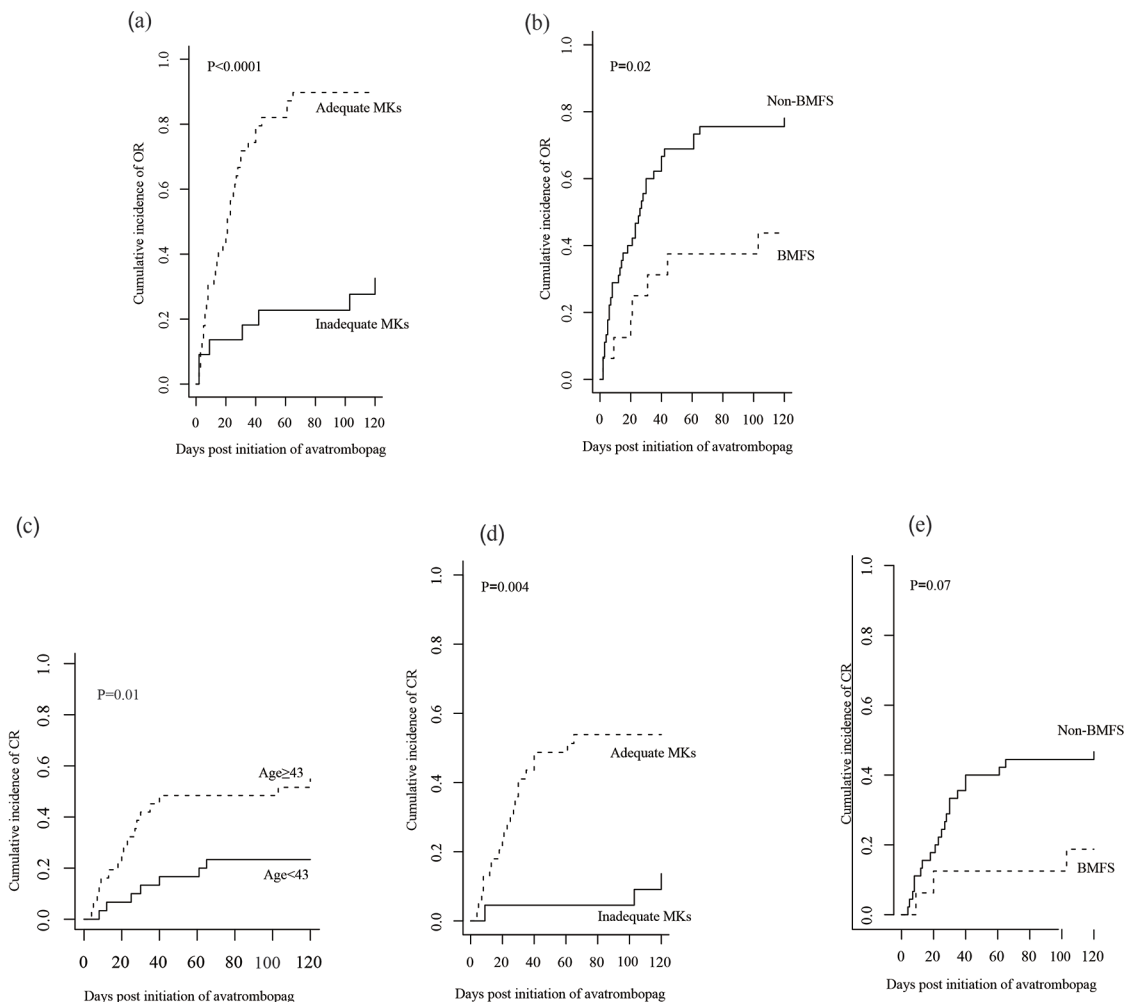 (a)
P<0.0001
Adequate MKs
Inadequate MKs
Cumulative incidence of OR
0.0 0.2 0.4 0.6 0.8 1.0
0 20 40 60 80 100 120
Days post initiation of avatrombopag
(b)
P=0.02
Non-BMFS
BMFS
Cumulative incidence of OR
0.0 0.2 0.4 0.6 0.8 1.0
0 20 40 60 80 100 120
Days post initiation of avatrombopag
(c)
P=0.01
Age≥43
Age<43
Cumulative incidence of CR
0.0 0.2 0.4 0.6 0.8 1.0
0 20 40 60 80 100 120
Days post initiation of avatrombopag
(d)
P=0.004
Adequate MKs
Inadequate MKs
Cumulative incidence of CR
0.0 0.2 0.4 0.6 0.8 1.0
0 20 40 60 80 100 120
Days post initiation of avatrombopag
(e)
P=0.07
Non-BMFS
BMFS
Cumulative incidence of CR
0.0 0.2 0.4 0.6 0.8 1.0
0 20 40 60 80 100 120
Days post initiation of avatrombopag